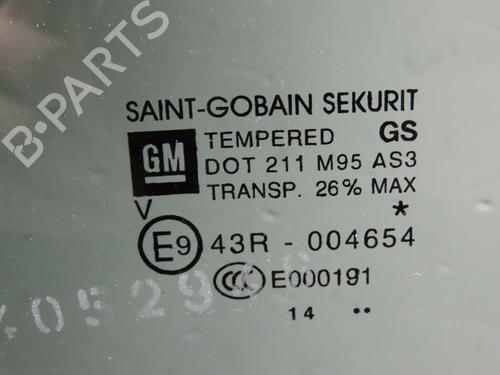 B-PARTS
SAINT-GOBAIN SEKURIT
GM TEMPERED GS
DOT 211 M95 AS3
TRANSP. 26% MAX
V *
E9 43R - 004654
CCC E000191
14 ••